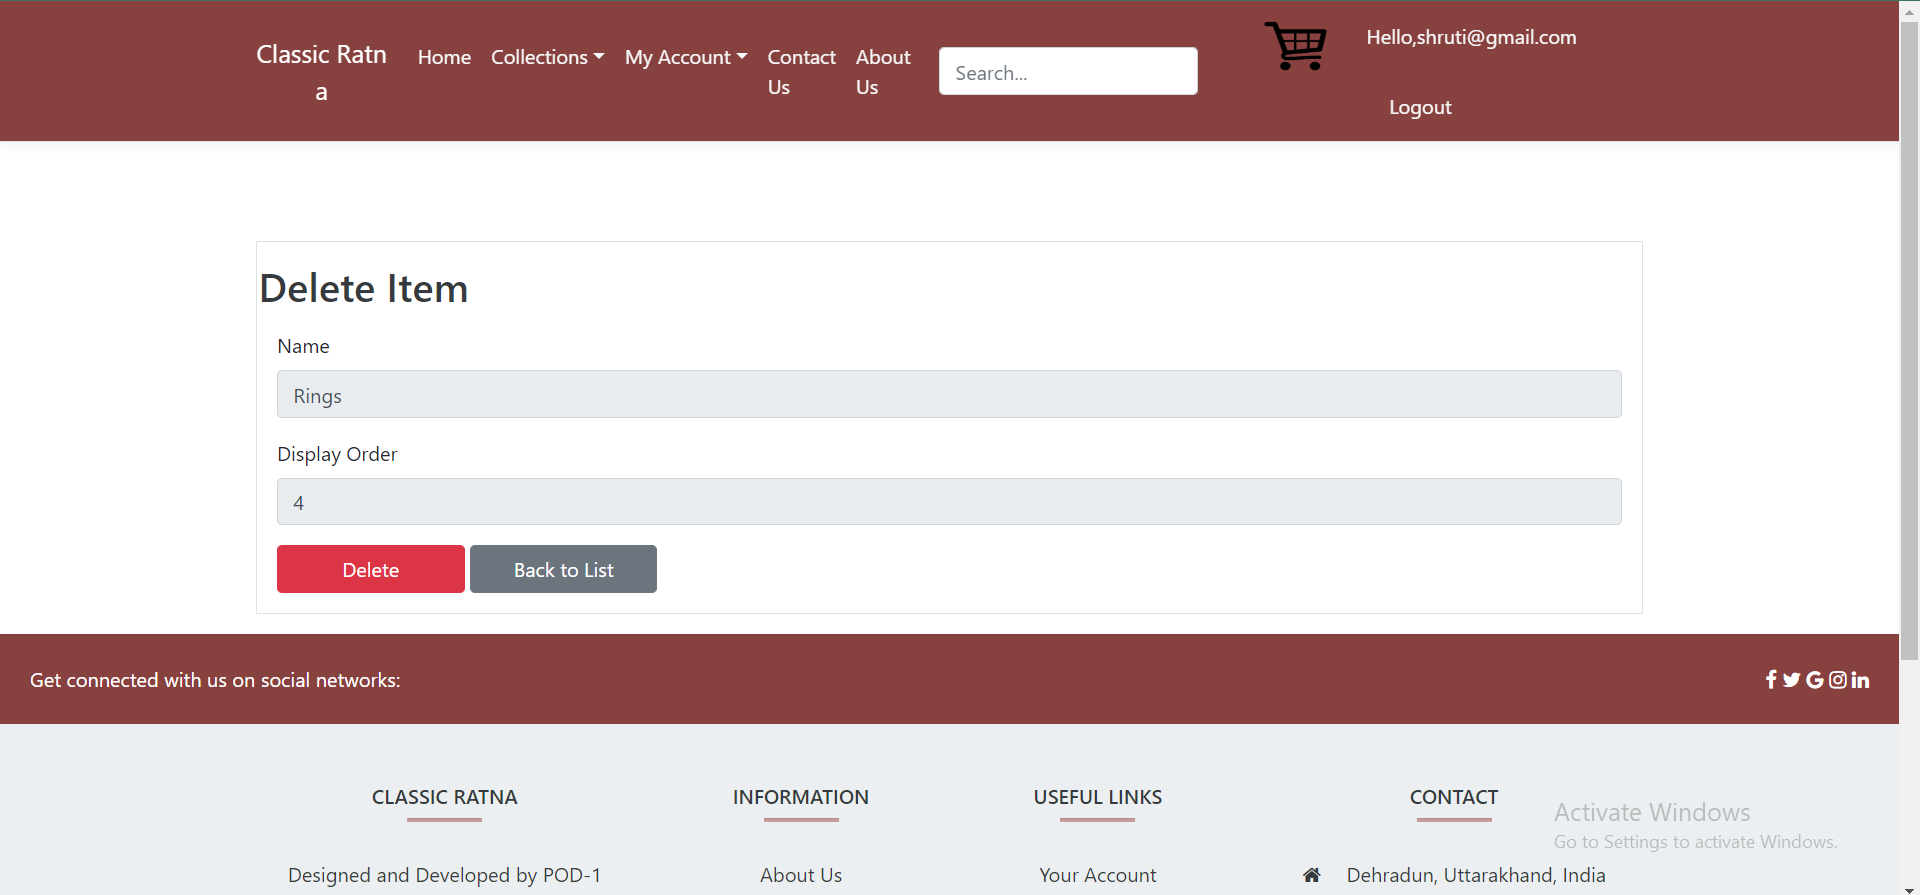 Classic Ratn
a
Home
Collections
My Account
Contact
Us
About
Us
Search...
Hello,shruti@gmail.com
Logout
Delete Item
Name
Rings
Display Order
4
Delete
Back to List
Get connected with us on social networks:
CLASSIC RATNA
INFORMATION
USEFUL LINKS
CONTACT
Activate Windows
Go to Settings to activate Windows.
Designed and Developed by POD-1
About Us
Your Account
Dehradun, Uttarakhand, India